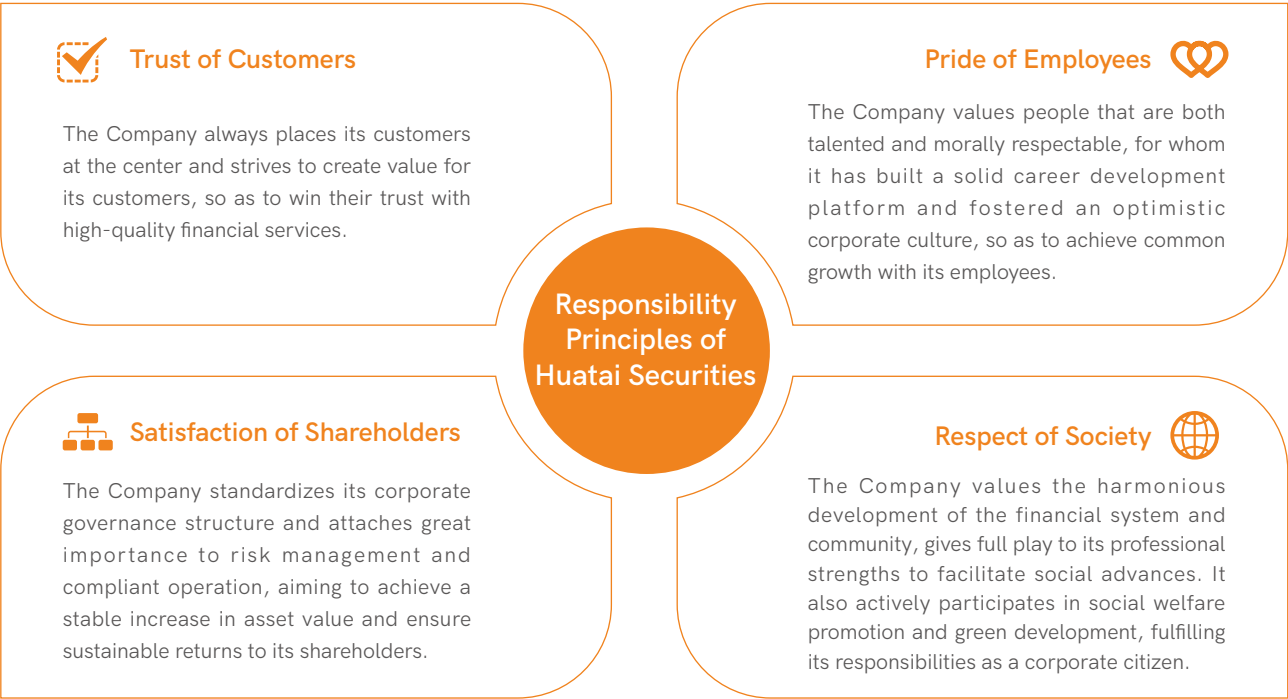 Trust of Customers
The Company always places its customers
at the center and strives to create value for
its customers, so as to win their trust with
high-quality financial services.
Pride of Employees
The Company values people that are both
talented and morally respectable, for whom
it has built a solid career development
platform and fostered an optimistic
corporate culture, so as to achieve common
growth with its employees.
Responsibility
Principles of
Huatai Securities
Satisfaction of Shareholders
The Company standardizes its corporate
governance structure and attaches great
importance to risk management and
compliant operation, aiming to achieve a
stable increase in asset value and ensure
sustainable returns to its shareholders.
Respect of Society
The Company values the harmonious
development of the financial system and
community, gives full play to its professional
strengths to facilitate social advances. It
also actively participates in social welfare
promotion and green development, fulfilling
its responsibilities as a corporate citizen.